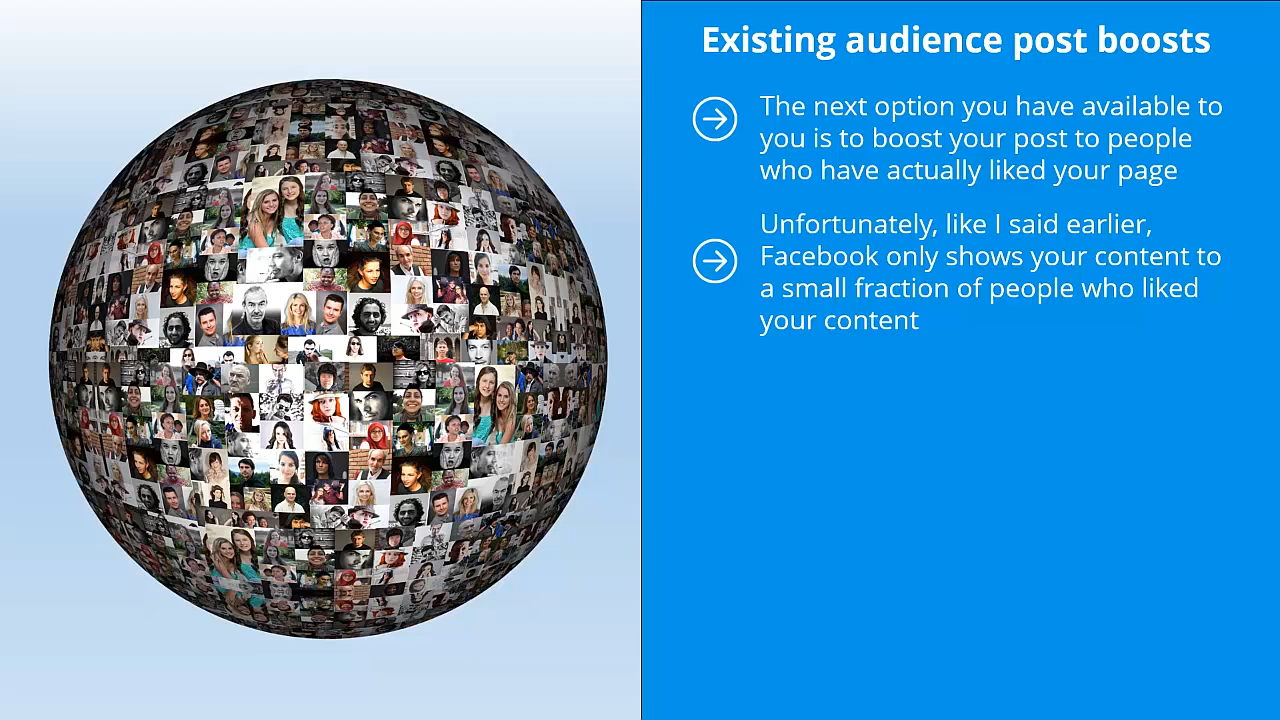 Existing audience post boosts
The next option you have available to
you is to boost your post to people
who have actually liked your page
Unfortunately, like I said earlier,
Facebook only shows your content to
a small fraction of people who liked
your content